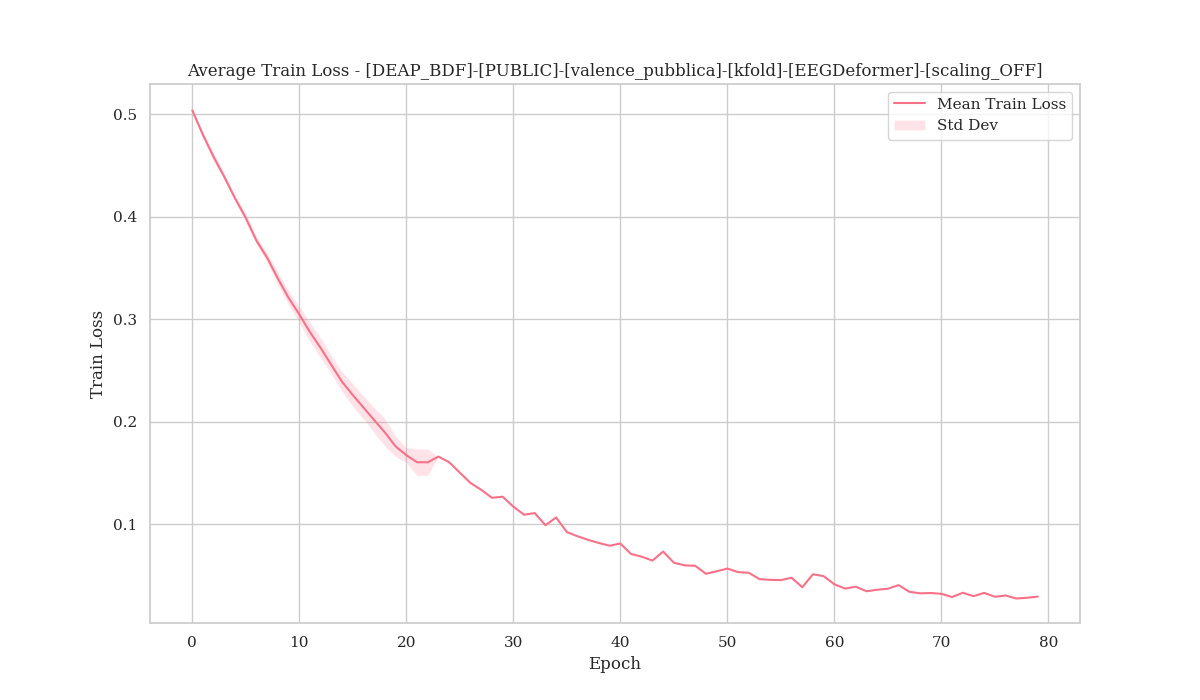 Average Train Loss - [DEAP_BDF]-[PUBLIC]-[valence_pubblica]-[kfold]-[EEGDeformer]-[scaling_OFF]
Mean Train Loss
Std Dev
Train Loss
0.5
0.4
0.3
0.2
0.1
0 10 20 30 40 50 60 70 80
Epoch